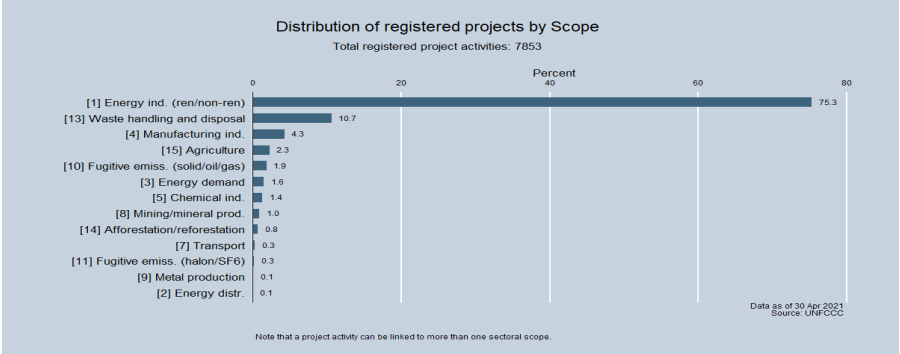 Distribution of registered projects by Scope
Total registered project activities: 7853
Percent
0 20 40 60 80
[1] Energy ind. (ren/non-ren) 75.3
[13] Waste handling and disposal 10.7
[4] Manufacturing ind. 4.3
[15] Agriculture 2.3
[10] Fugitive emiss. (solid/oil/gas) 1.9
[3] Energy demand 1.6
[5] Chemical ind. 1.4
[8] Mining/mineral prod. 1.0
[14] Afforestation/reforestation 0.8
[7] Transport 0.3
[11] Fugitive emiss. (halon/SF6) 0.3
[9] Metal production 0.1
[2] Energy distr. 0.1
Data as of 30 Apr 2021
Source: UNFCCC
Note that a project activity can be linked to more than one sectoral scope.